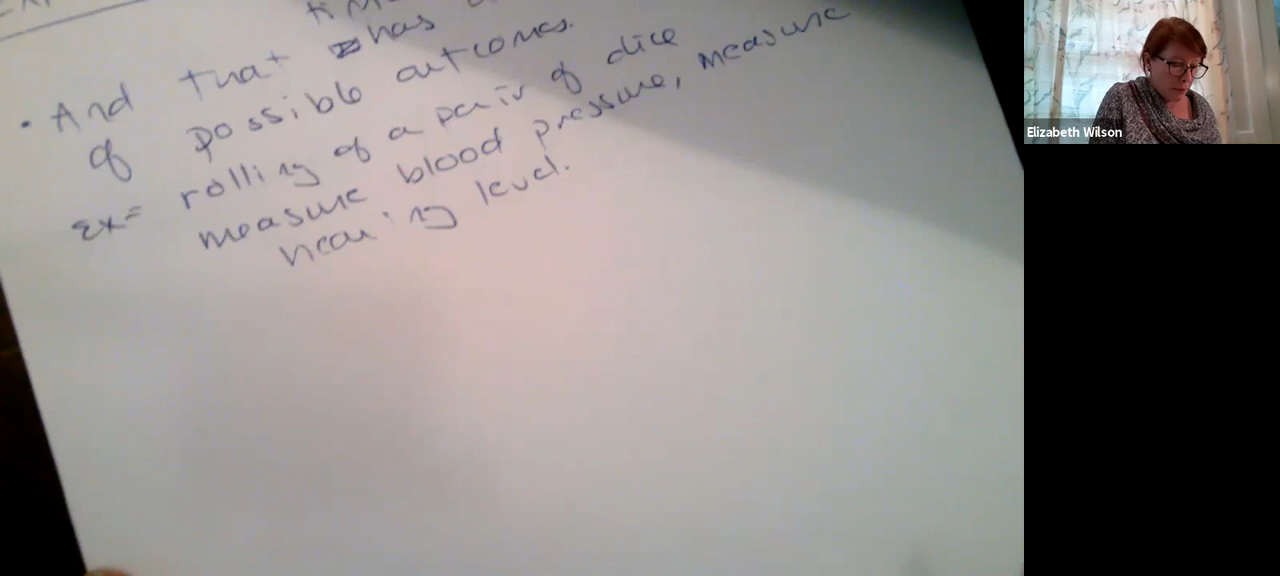 • And that has
of possible outcomes.
Ex= rolling of a pair of dice
measure blood pressure, measure
hearing level.
Elizabeth Wilson